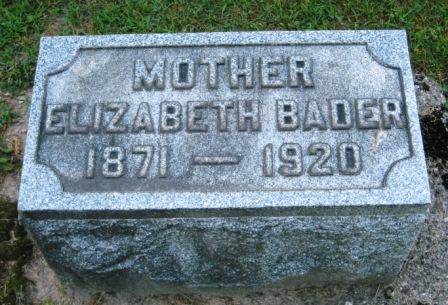 MOTHER
ELIZABETH BADER
1871 — 1920